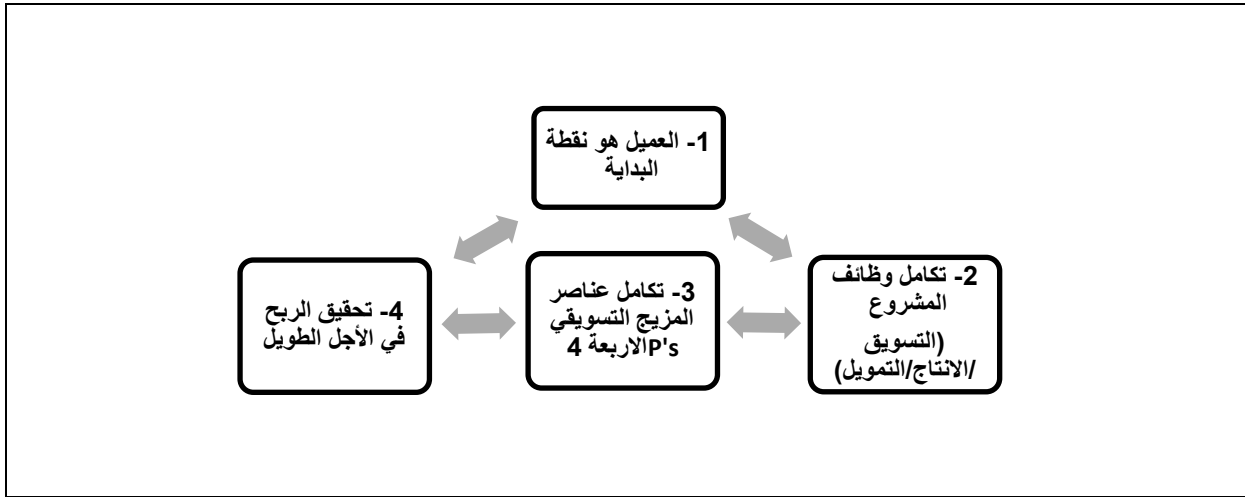 1- العميل هو نقطة
البداية
2- تكامل وظائف
المشروع
(التسويق
/الانتاج/التمويل)
3- تكامل عناصر
المزيج التسويقي
الاربعة 4P's
4- تحقيق الربح
في الأجل الطويل